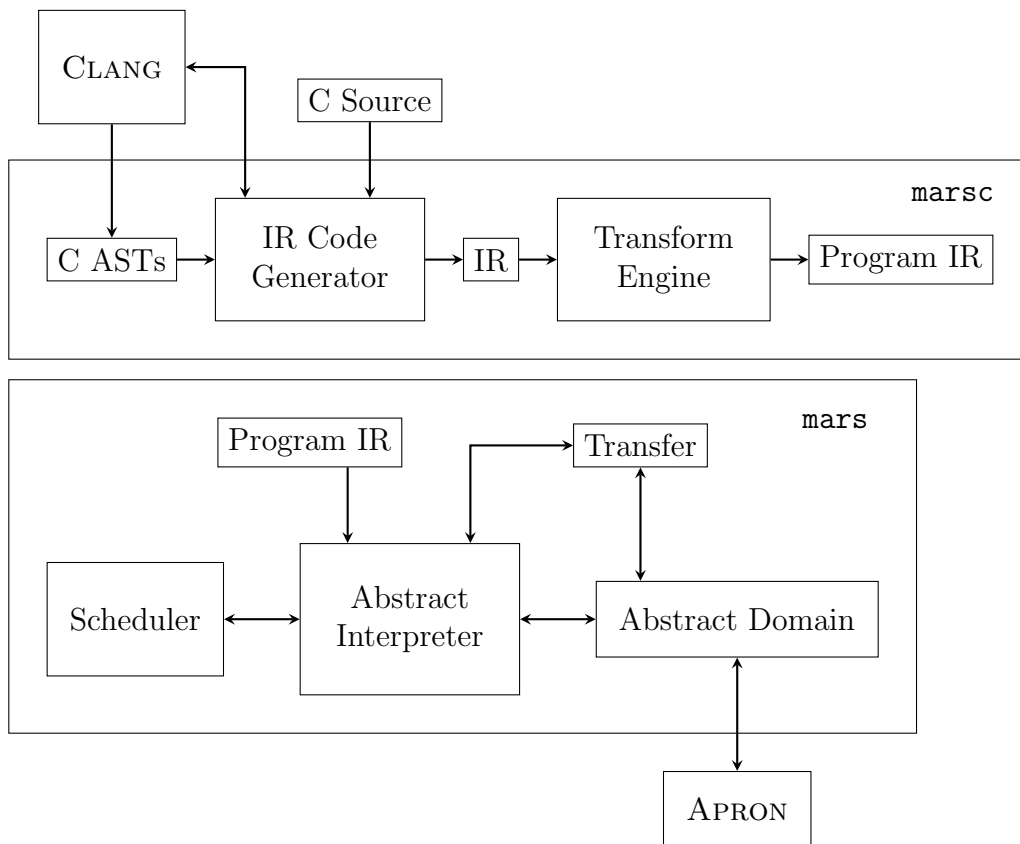 CLANG
C Source
marsc
C ASTs
IR Code
Generator
IR
Transform
Engine
Program IR
mars
Program IR
Transfer
Scheduler
Abstract
Interpreter
Abstract Domain
APRON